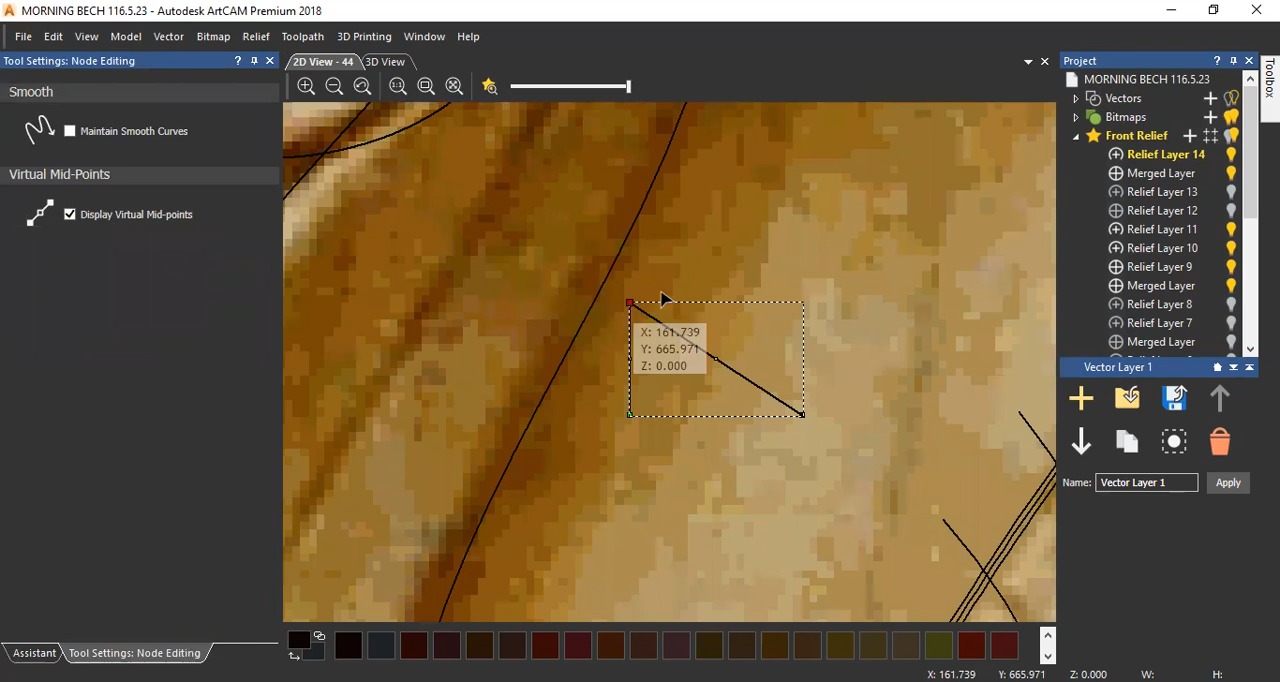 MORNING BECH 116.5.23 - Autodesk ArtCAM Premium 2018
File Edit View Model Vector Bitmap Relief Toolpath 3D Printing Window Help
Tool Settings: Node Editing ?
2D View - 44 3D View
Project ?
Toolbox
Smooth
Maintain Smooth Curves
Virtual Mid-Points
Display Virtual Mid-points
1:1
X: 161.739
Y: 665.971
Z: 0.000
MORNING BECH 116.5.23
Vectors
Bitmaps
Front Relief
Relief Layer 14
Merged Layer
Relief Layer 13
Relief Layer 12
Relief Layer 11
Relief Layer 10
Relief Layer 9
Merged Layer
Relief Layer 8
Relief Layer 7
Merged Layer
Vector Layer 1
Name: Vector Layer 1 Apply
Assistant Tool Settings: Node Editing
X: 161.739 Y: 665.971 Z: 0.000 W: H: